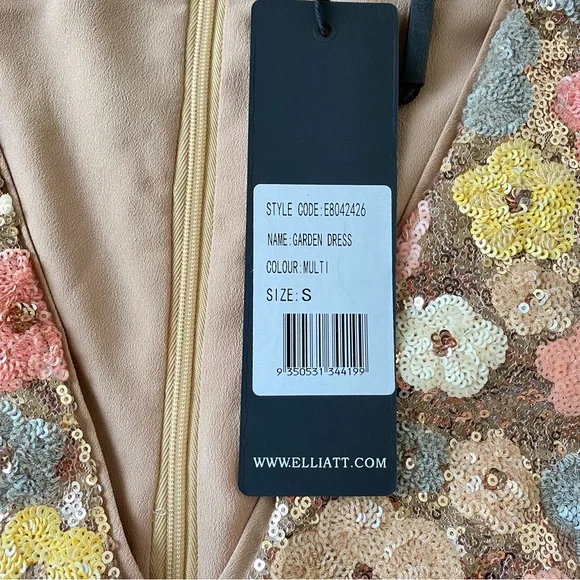 STYLE CODE:E8042426
NAME:GARDEN DRESS
COLOUR:MULTI
SIZE:S
9 350531 344199
WWW.ELLIATT.COM